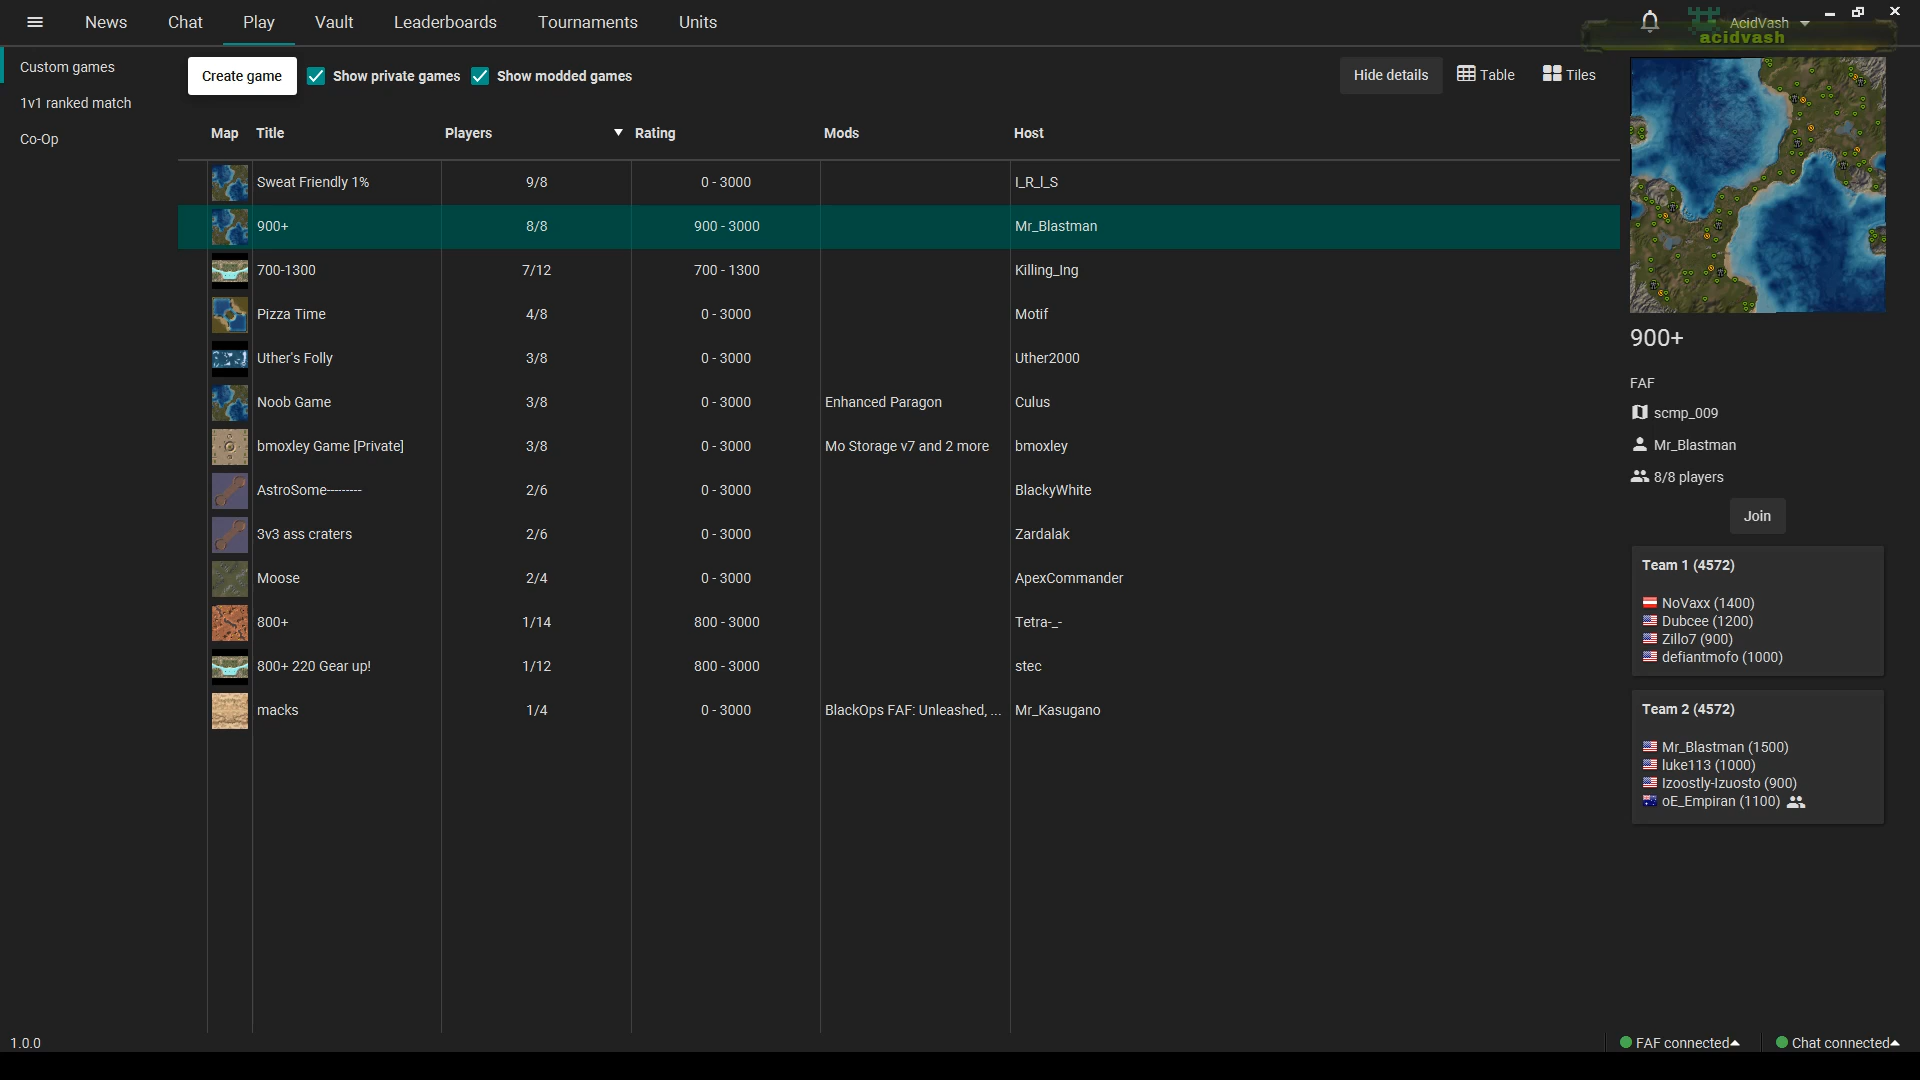 News Chat Play Vault Leaderboards Tournaments Units AcidVash
acidvash
Custom games
1v1 ranked match
Co-Op
Create game Show private games Show modded games Hide details Table Tiles
Map Title Players Rating Mods Host
Sweat Friendly 1% 9/8 0 - 3000 I_R_l_S
900+ 8/8 900 - 3000 Mr_Blastman
700-1300 7/12 700 - 1300 Killing_Ing
Pizza Time 4/8 0 - 3000 Motif
Uther's Folly 3/8 0 - 3000 Uther2000
Noob Game 3/8 0 - 3000 Enhanced Paragon Culus
bmoxley Game [Private] 3/8 0 - 3000 Mo Storage v7 and 2 more bmoxley
AstroSome--------- 2/6 0 - 3000 BlackyWhite
3v3 ass craters 2/6 0 - 3000 Zardalak
Moose 2/4 0 - 3000 ApexCommander
800+ 1/14 800 - 3000 Tetra-_-
800+ 220 Gear up! 1/12 800 - 3000 stec
macks 1/4 0 - 3000 BlackOps FAF: Unleashed, ... Mr_Kasugano
900+
FAF
scmp_009
Mr_Blastman
8/8 players
Join
Team 1 (4572)
NoVaxx (1400)
Dubcee (1200)
Zillo7 (900)
defiantmofo (1000)
Team 2 (4572)
Mr_Blastman (1500)
luke113 (1000)
Izoostly-Izuosto (900)
oE_Empiran (1100)
1.0.0 FAF connected Chat connected